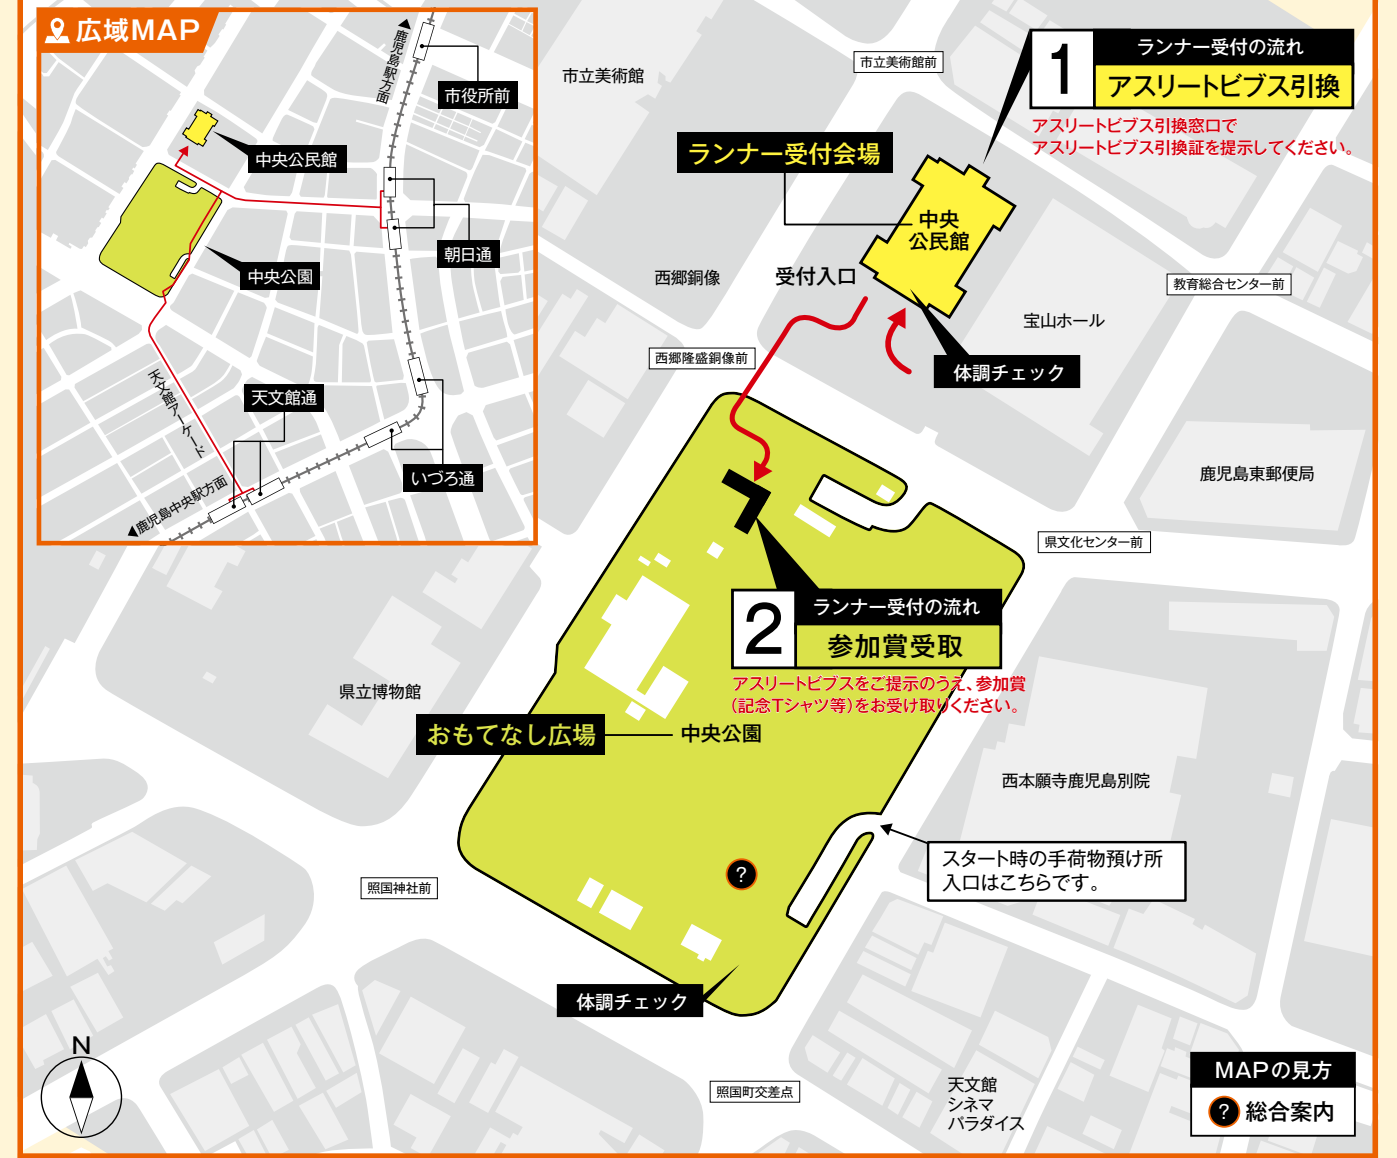 広域MAP
◀鹿児島駅方面
市役所前
中央公民館
朝日通
中央公園
天文館アーケード
天文館通
いづろ通
◀鹿児島中央駅方面
市立美術館
市立美術館前
1
ランナー受付の流れ
アスリートビブス引換
アスリートビブス引換窓口で
アスリートビブス引換証を提示してください。
ランナー受付会場
中央
公民館
西郷銅像
受付入口
教育総合センター前
宝山ホール
西郷隆盛銅像前
体調チェック
鹿児島東郵便局
県文化センター前
2
ランナー受付の流れ
参加賞受取
アスリートビブスをご提示のうえ、参加賞
(記念Tシャツ等)をお受け取りください。
県立博物館
おもてなし広場
中央公園
西本願寺鹿児島別院
スタート時の手荷物預け所
入口はこちらです。
?
照国神社前
体調チェック
N
照国町交差点
天文館
シネマ
パラダイス
MAPの見方
? 総合案内